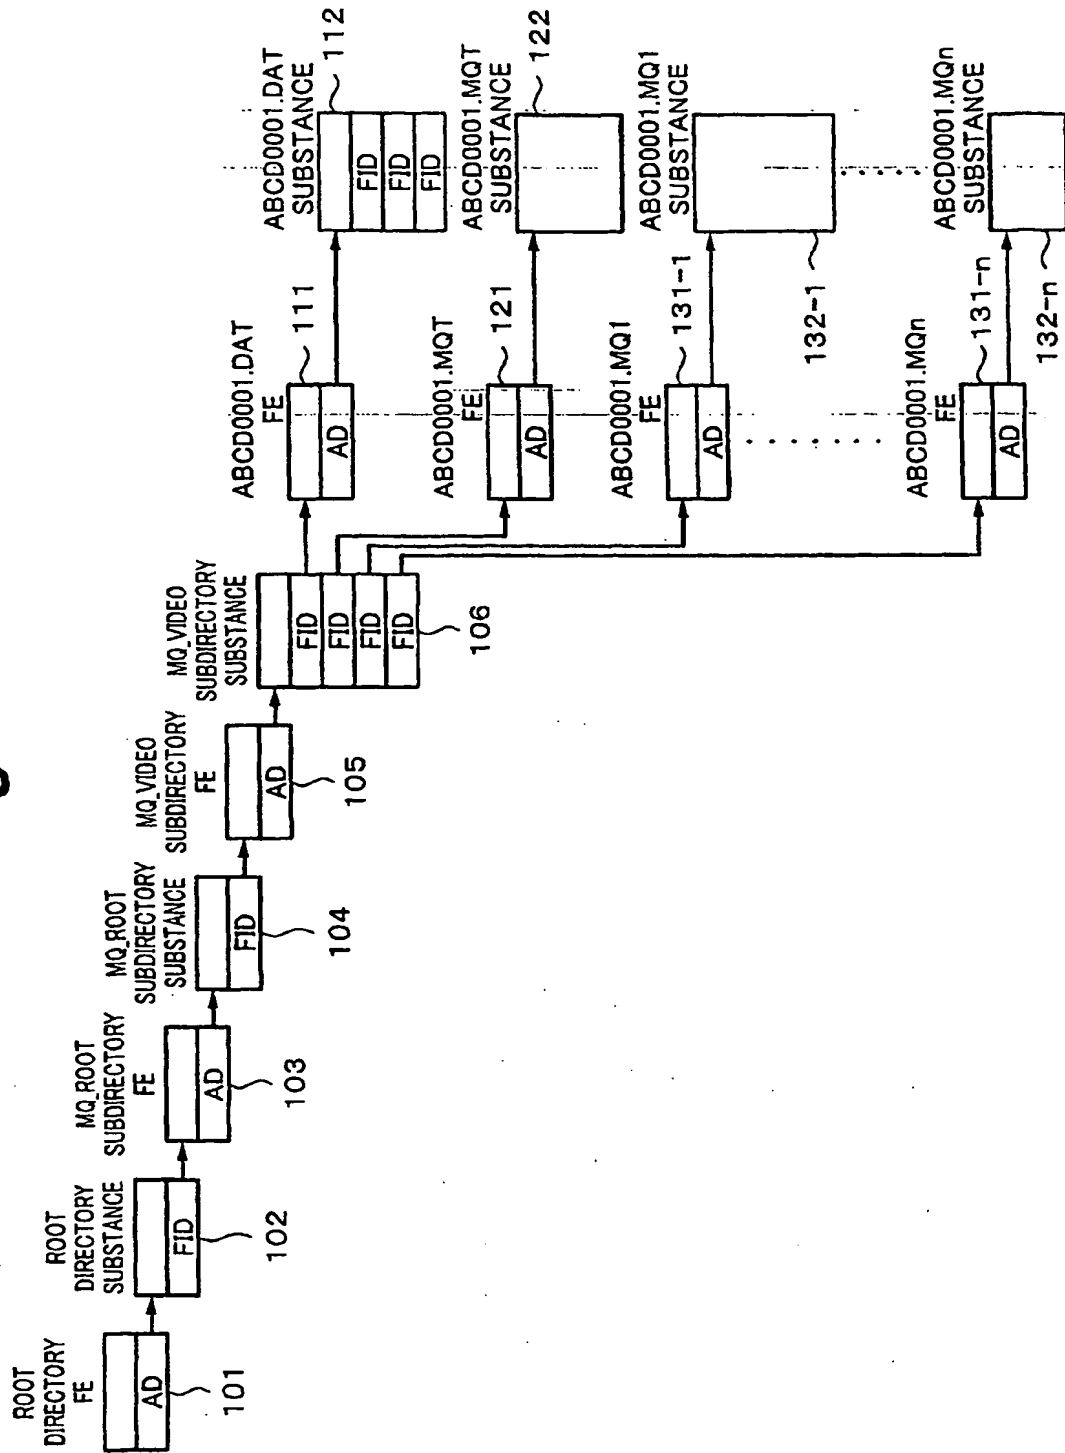 ROOT
DIRECTORY
FE
AD
101
ROOT
DIRECTORY
SUBSTANCE
FID
102
MQ_ROOT
SUBDIRECTORY
FE
AD
103
MQ_ROOT
SUBDIRECTORY
SUBSTANCE
FID
104
MQ_VIDEO
SUBDIRECTORY
FE
AD
105
MQ_VIDEO
SUBDIRECTORY
SUBSTANCE
FID
FID
FID
FID
106
ABCD0001.DAT
FE
AD
111
ABCD0001.DAT
SUBSTANCE
FID
FID
FID
112
ABCD0001.MQT
FE
AD
121
ABCD0001.MQT
SUBSTANCE
122
ABCD0001.MQ1
FE
AD
131-1
ABCD0001.MQ1
SUBSTANCE
132-1
ABCD0001.MQn
FE
AD
131-n
ABCD0001.MQn
SUBSTANCE
132-n